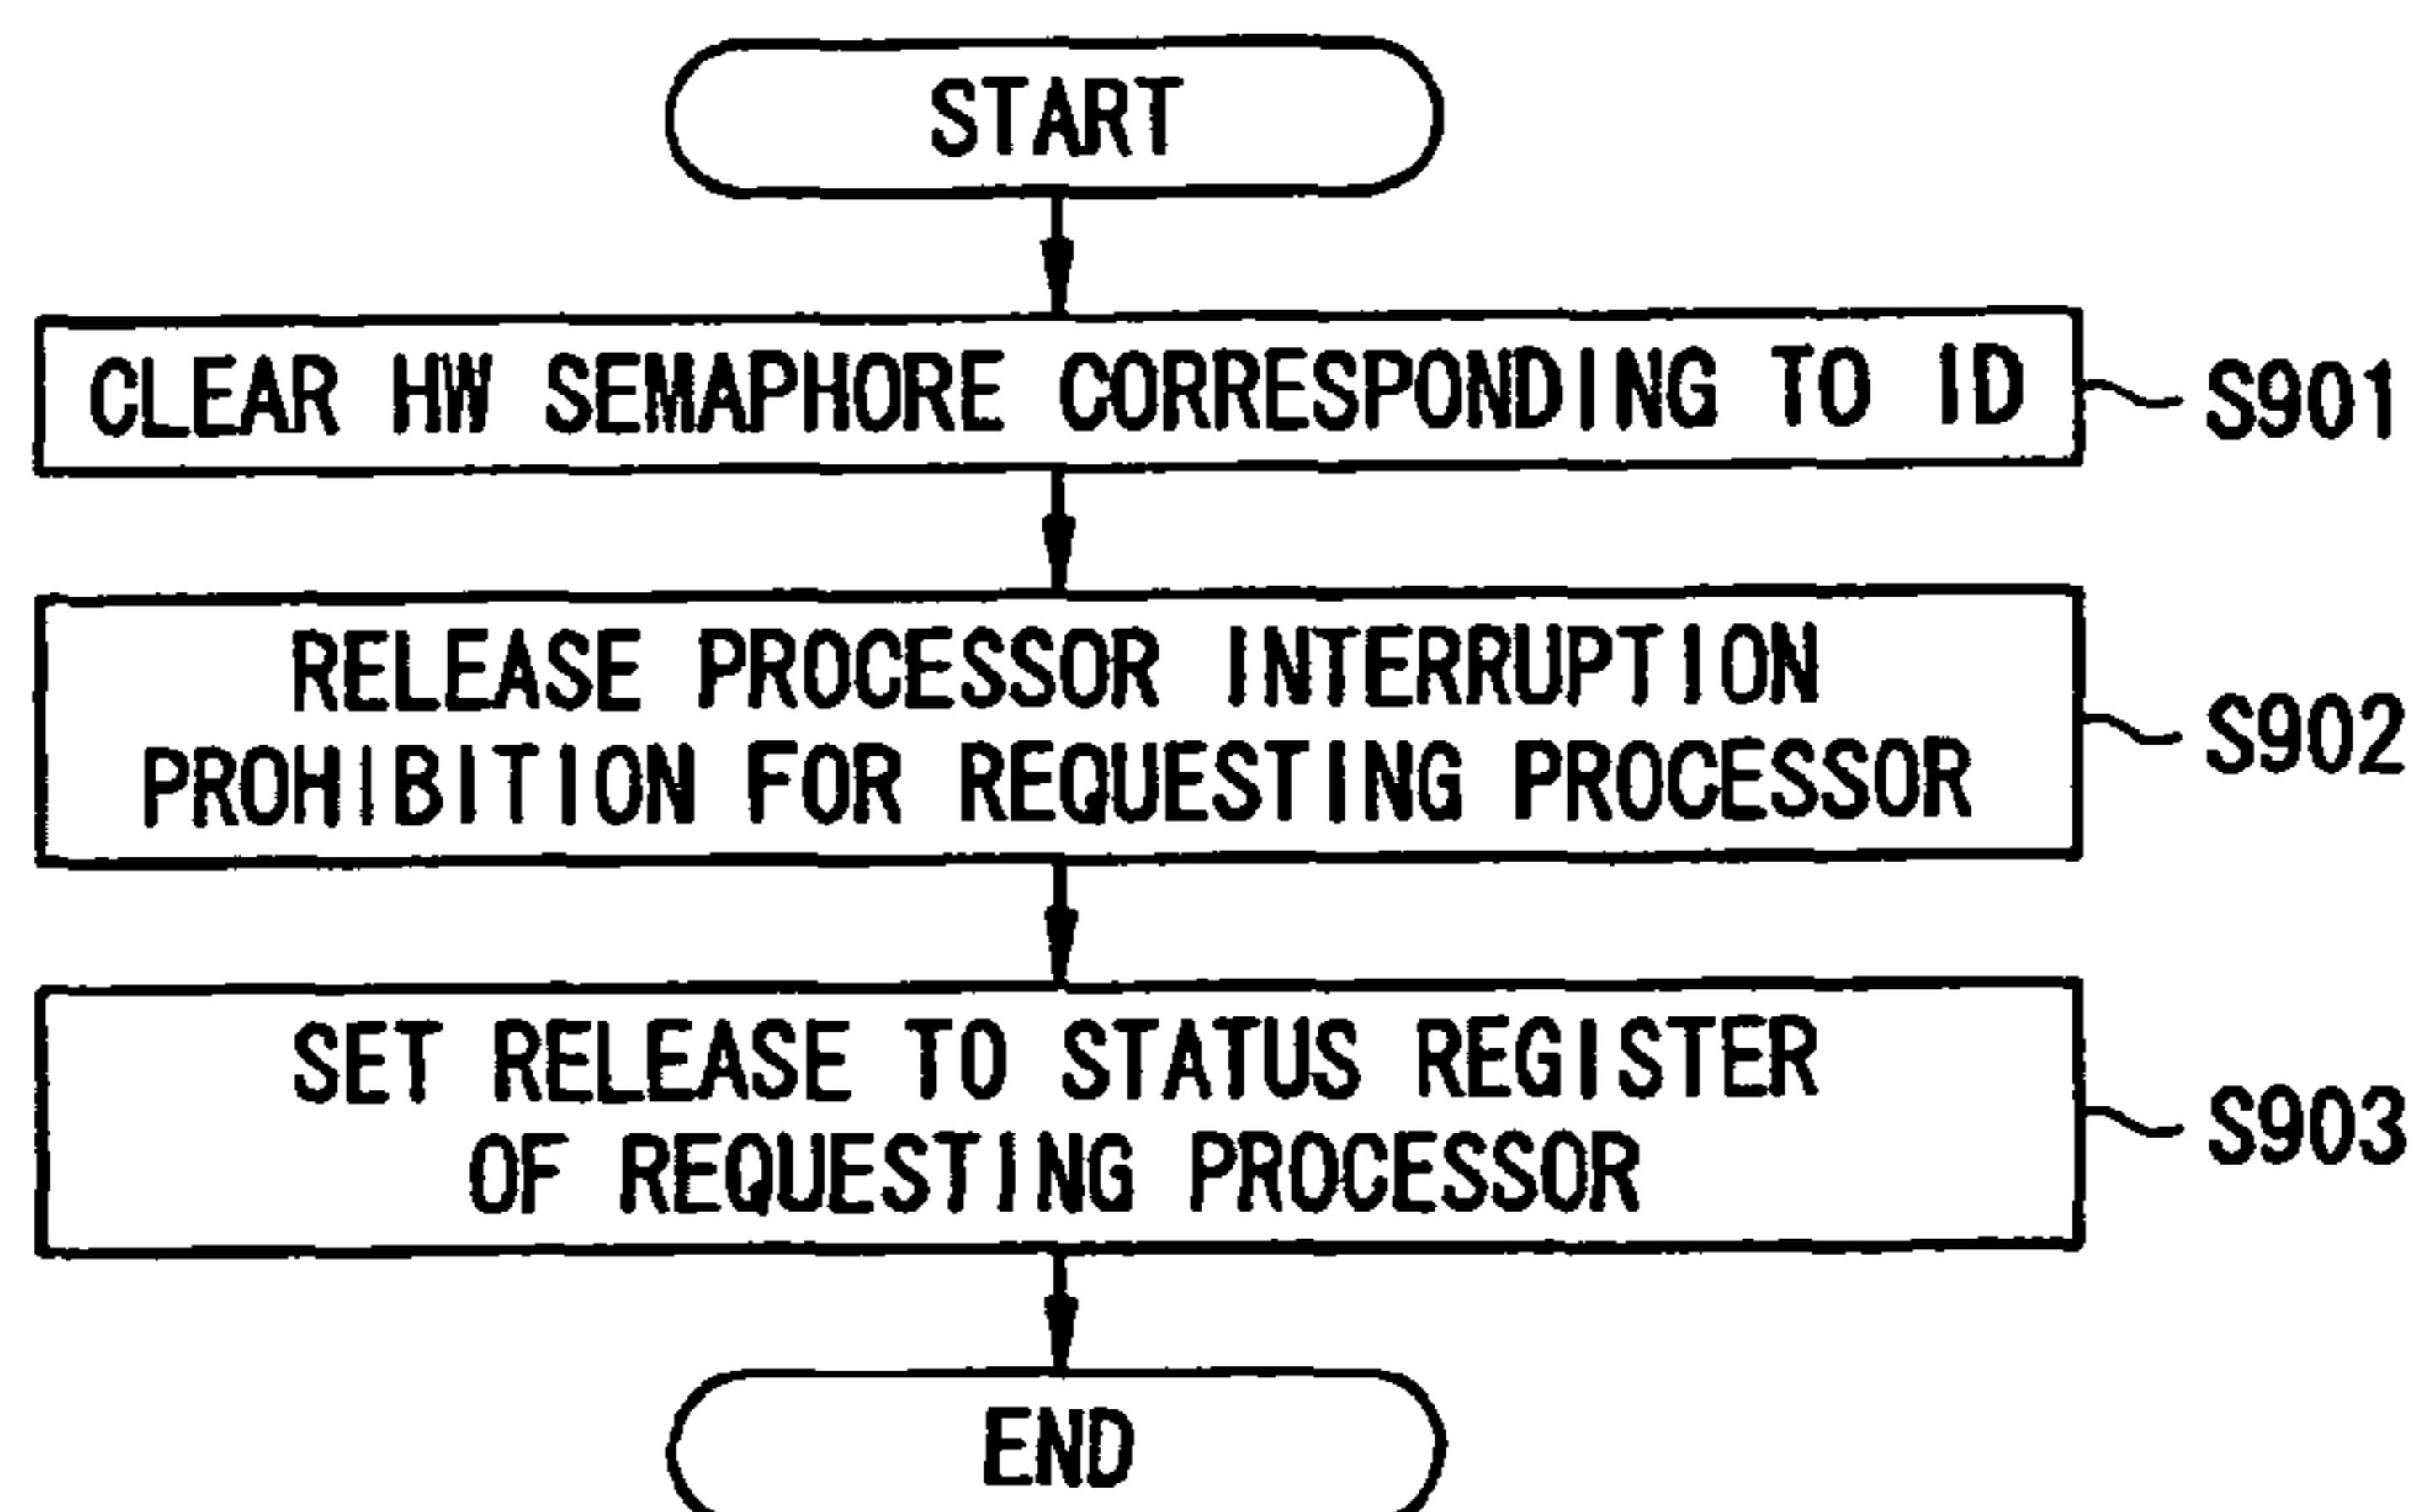 START
CLEAR HW SEMAPHORE CORRESPONDING TO ID
S901
RELEASE PROCESSOR INTERRUPTION
PROHIBITION FOR REQUESTING PROCESSOR
S902
SET RELEASE TO STATUS REGISTER
OF REQUESTING PROCESSOR
S903
END